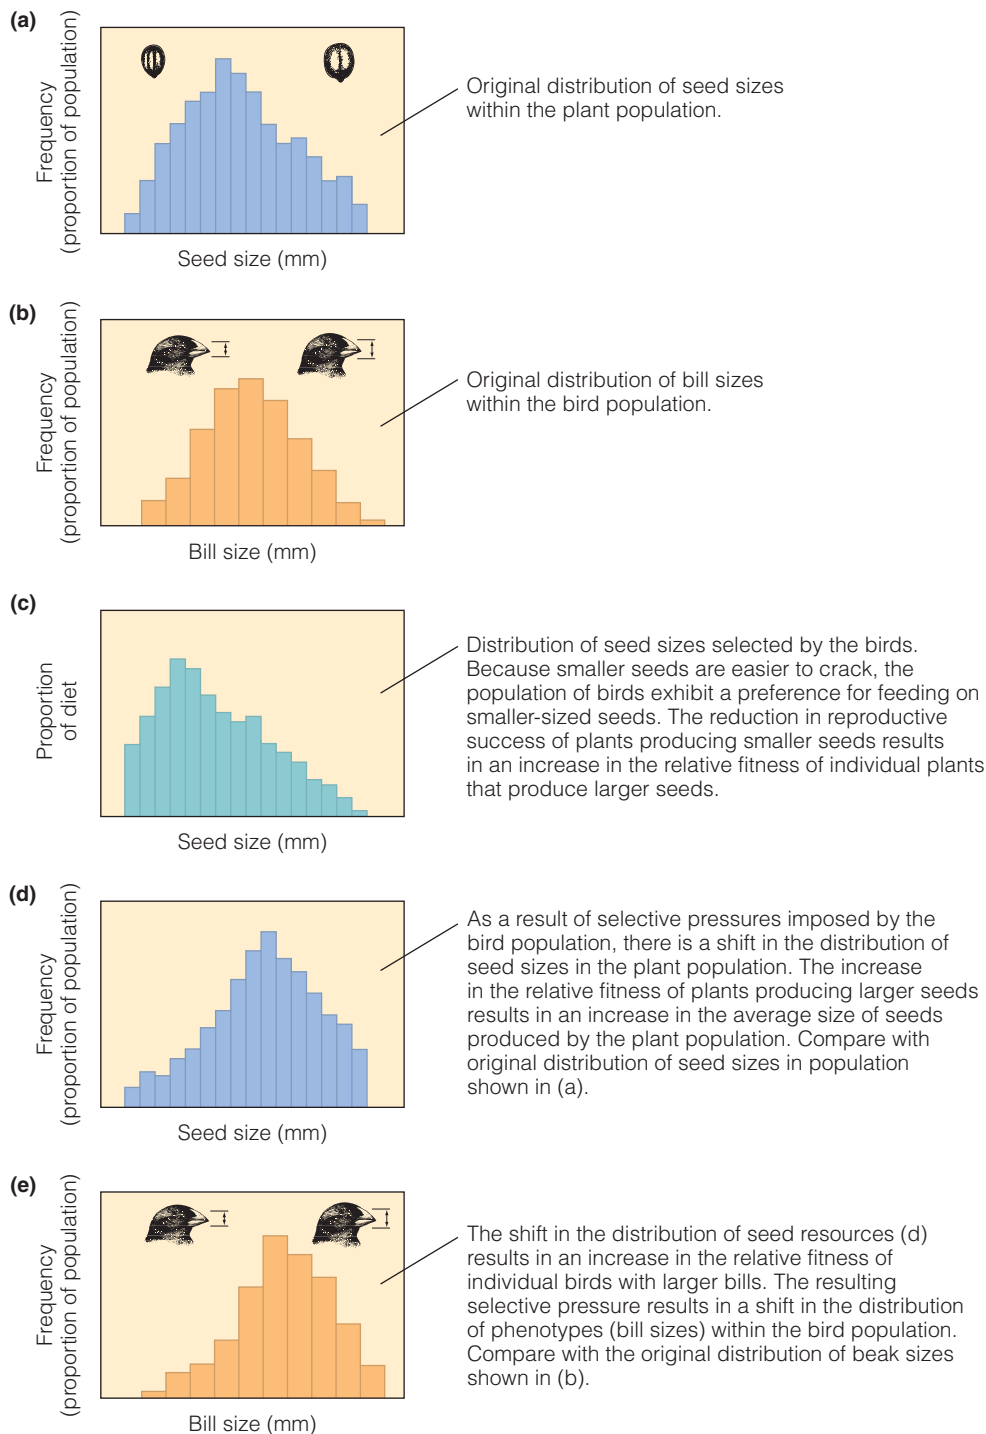 (a)
Frequency
(proportion of population)
Seed size (mm)
Original distribution of seed sizes
within the plant population.
(b)
Frequency
(proportion of population)
Bill size (mm)
Original distribution of bill sizes
within the bird population.
(c)
Proportion
of diet
Seed size (mm)
Distribution of seed sizes selected by the birds.
Because smaller seeds are easier to crack, the
population of birds exhibit a preference for feeding on
smaller-sized seeds. The reduction in reproductive
success of plants producing smaller seeds results
in an increase in the relative fitness of individual plants
that produce larger seeds.
(d)
Frequency
(proportion of population)
Seed size (mm)
As a result of selective pressures imposed by the
bird population, there is a shift in the distribution of
seed sizes in the plant population. The increase
in the relative fitness of plants producing larger seeds
results in an increase in the average size of seeds
produced by the plant population. Compare with
original distribution of seed sizes in population
shown in (a).
(e)
Frequency
(proportion of population)
Bill size (mm)
The shift in the distribution of seed resources (d)
results in an increase in the relative fitness of
individual birds with larger bills. The resulting
selective pressure results in a shift in the distribution
of phenotypes (bill sizes) within the bird population.
Compare with the original distribution of beak sizes
shown in (b).